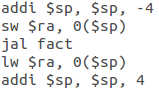 addi $sp, $sp, -4
sw $ra, 0($sp)
jal fact
lw $ra, 0($sp)
addi $sp, $sp, 4